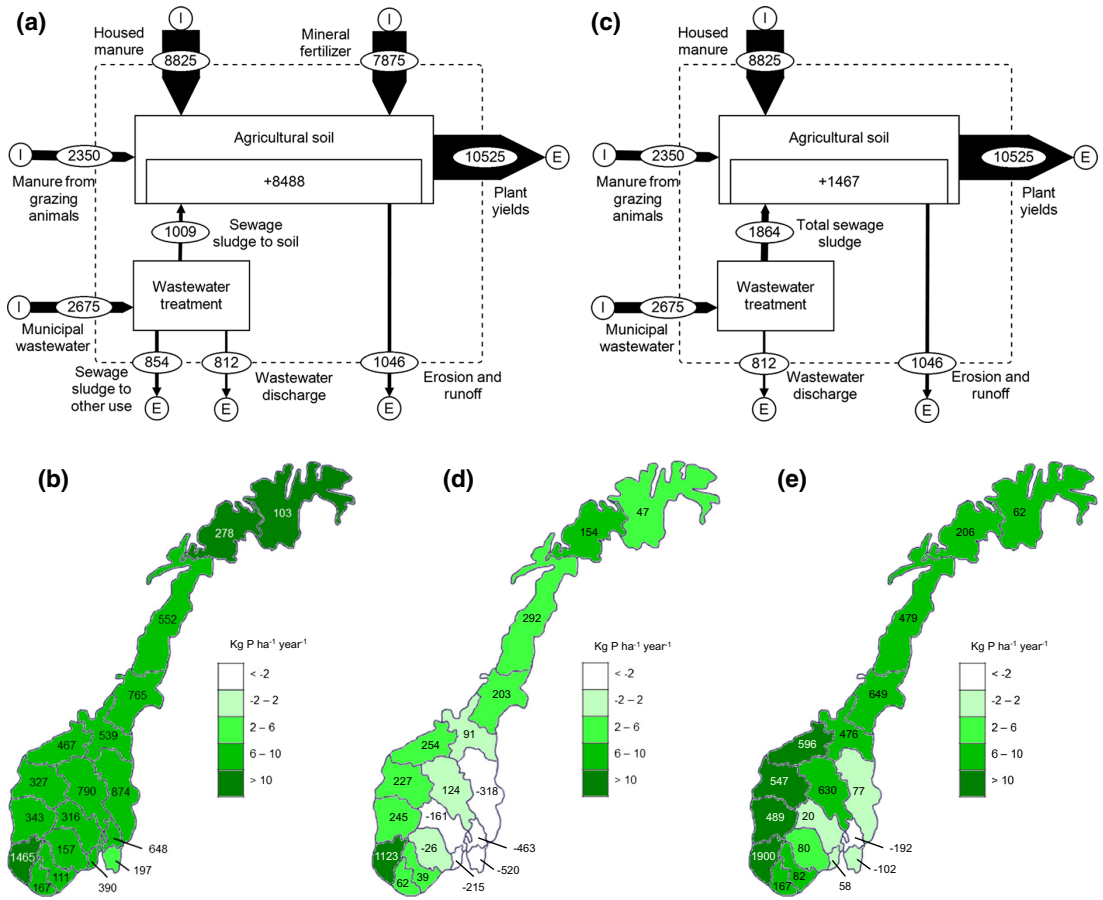 (a)
I
Housed
manure
8825
I
Mineral
fertilizer
7875
Agricultural soil
+8488
I
2350
Manure from
grazing
animals
10525
E
Plant
yields
1009
Sewage
sludge to soil
Wastewater
treatment
I
2675
Municipal
wastewater
854
Sewage
sludge to
other use
E
812
Wastewater
discharge
E
1046
Erosion and
runoff
E
(c)
I
Housed
manure
8825
Agricultural soil
+1467
I
2350
Manure from
grazing
animals
10525
E
Plant
yields
1864
Total sewage
sludge
Wastewater
treatment
I
2675
Municipal
wastewater
812
Wastewater
discharge
E
1046
Erosion and
runoff
E
(b)
103
278
552
765
539
467
327
790
874
343
316
157
1465
111
167
648
197
390
Kg P ha-1 year-1
< -2
-2 – 2
2 – 6
6 – 10
> 10
(d)
47
154
292
203
91
254
227
124
-318
245
-161
-26
1123
39
62
-463
-520
-215
Kg P ha-1 year-1
< -2
-2 – 2
2 – 6
6 – 10
> 10
(e)
62
206
479
649
476
596
547
630
77
489
20
80
1900
82
167
-192
-102
58
Kg P ha-1 year-1
< -2
-2 – 2
2 – 6
6 – 10
> 10